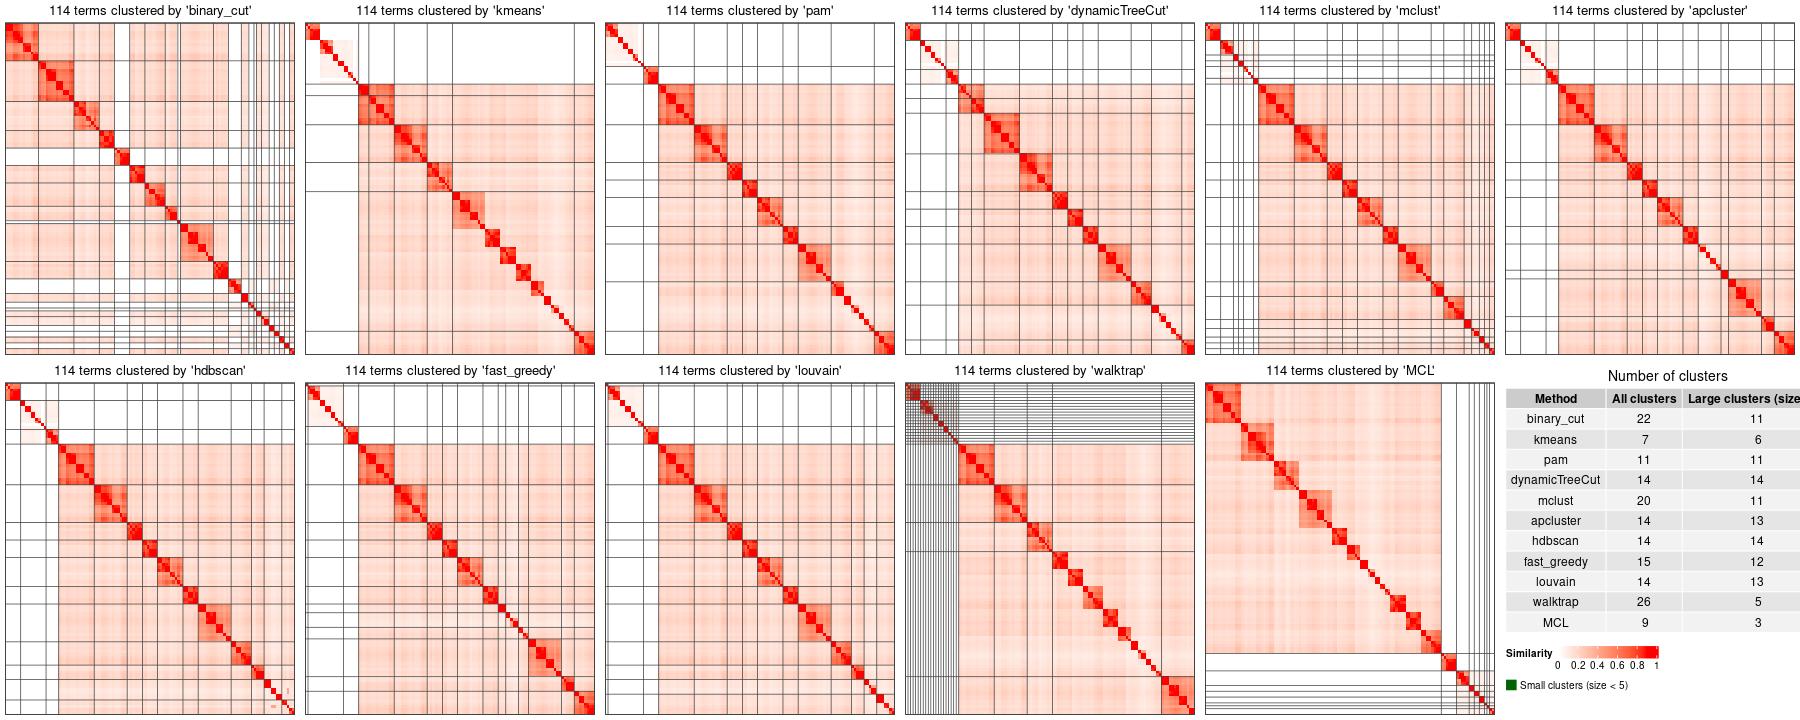 114 terms clustered by 'binary_cut'
114 terms clustered by 'kmeans'
114 terms clustered by 'pam'
114 terms clustered by 'dynamicTreeCut'
114 terms clustered by 'mclust'
114 terms clustered by 'apcluster'
114 terms clustered by 'hdbscan'
114 terms clustered by 'fast_greedy'
114 terms clustered by 'louvain'
114 terms clustered by 'walktrap'
114 terms clustered by 'MCL'
Number of clusters
Method All clusters Large clusters (size
binary_cut 22 11
kmeans 7 6
pam 11 11
dynamicTreeCut 14 14
mclust 20 11
apcluster 14 13
hdbscan 14 14
fast_greedy 15 12
louvain 14 13
walktrap 26 5
MCL 9 3
Similarity
0 0.2 0.4 0.6 0.8 1
Small clusters (size < 5)